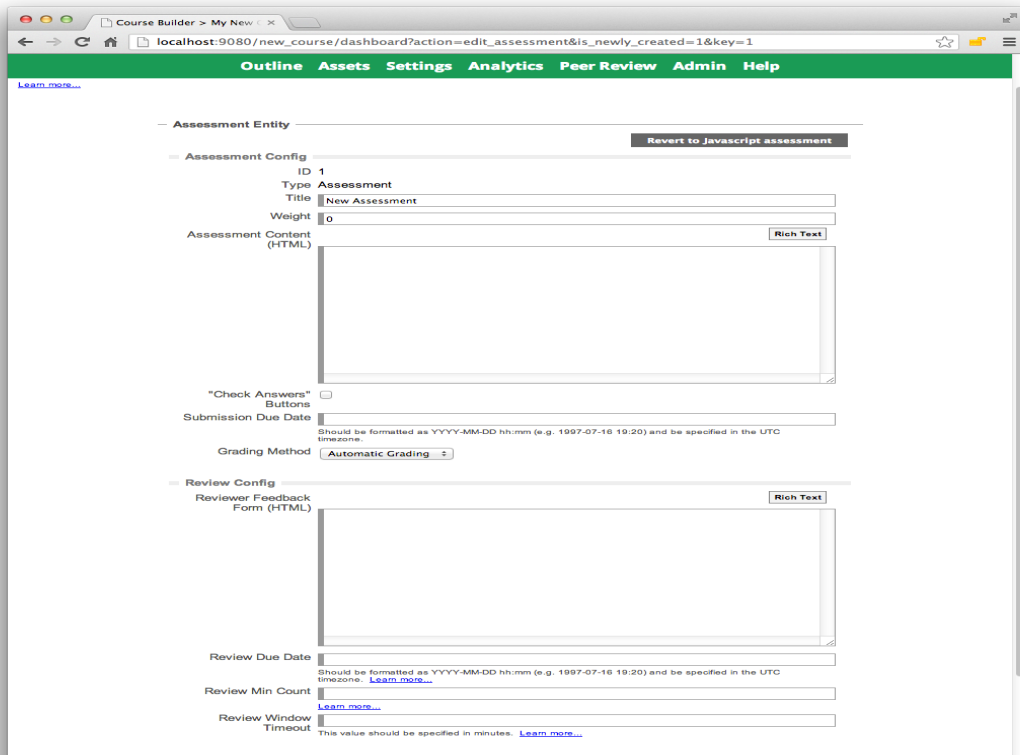 Course Builder > My New C
localhost:9080/new_course/dashboard?action=edit_assessment&is_newly_created=1&key=1
Outline Assets Settings Analytics Peer Review Admin Help
Learn more...
Assessment Entity
Revert to Javascript assessment
Assessment Config
ID 1
Type Assessment
Title New Assessment
Weight 0
Assessment Content Rich Text
(HTML)
"Check Answers"
Buttons
Submission Due Date
Should be formatted as YYYY-MM-DD hh:mm (e.g. 1997-07-16 19:20) and be specified in the UTC
timezone.
Grading Method Automatic Grading
Review Config
Reviewer Feedback Rich Text
Form (HTML)
Review Due Date
Should be formatted as YYYY-MM-DD hh:mm (e.g. 1997-07-16 19:20) and be specified in the UTC
timezone. Learn more...
Review Min Count
Learn more...
Review Window
Timeout
This value should be specified in minutes. Learn more...